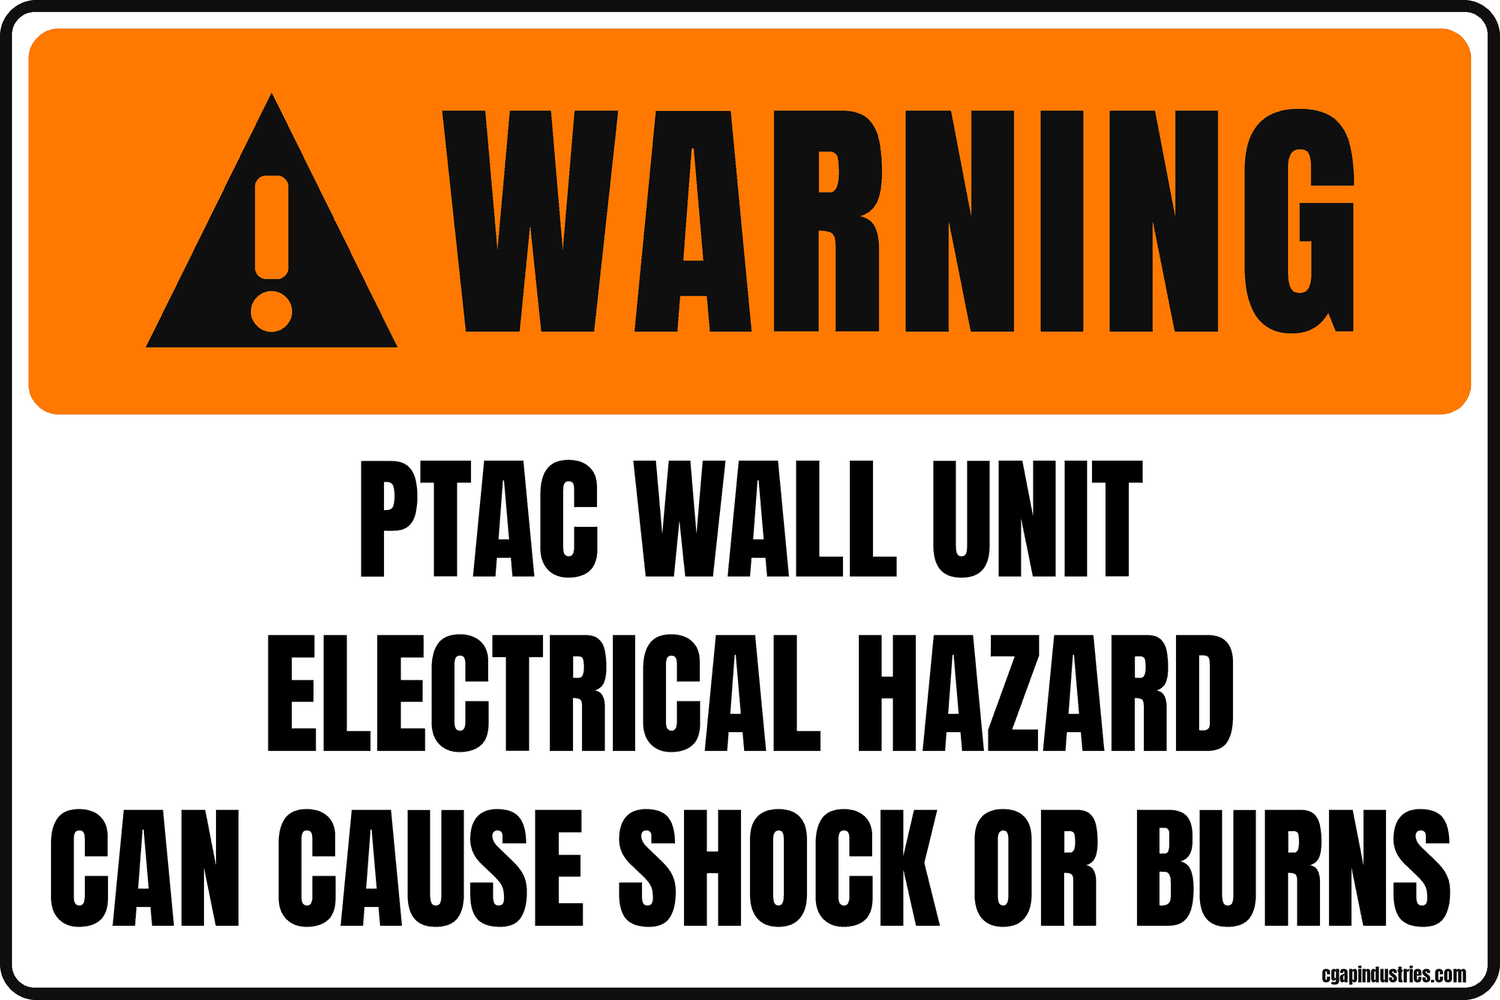 WARNING
PTAC WALL UNIT
ELECTRICAL HAZARD
CAN CAUSE SHOCK OR BURNS
cgapindustries.com